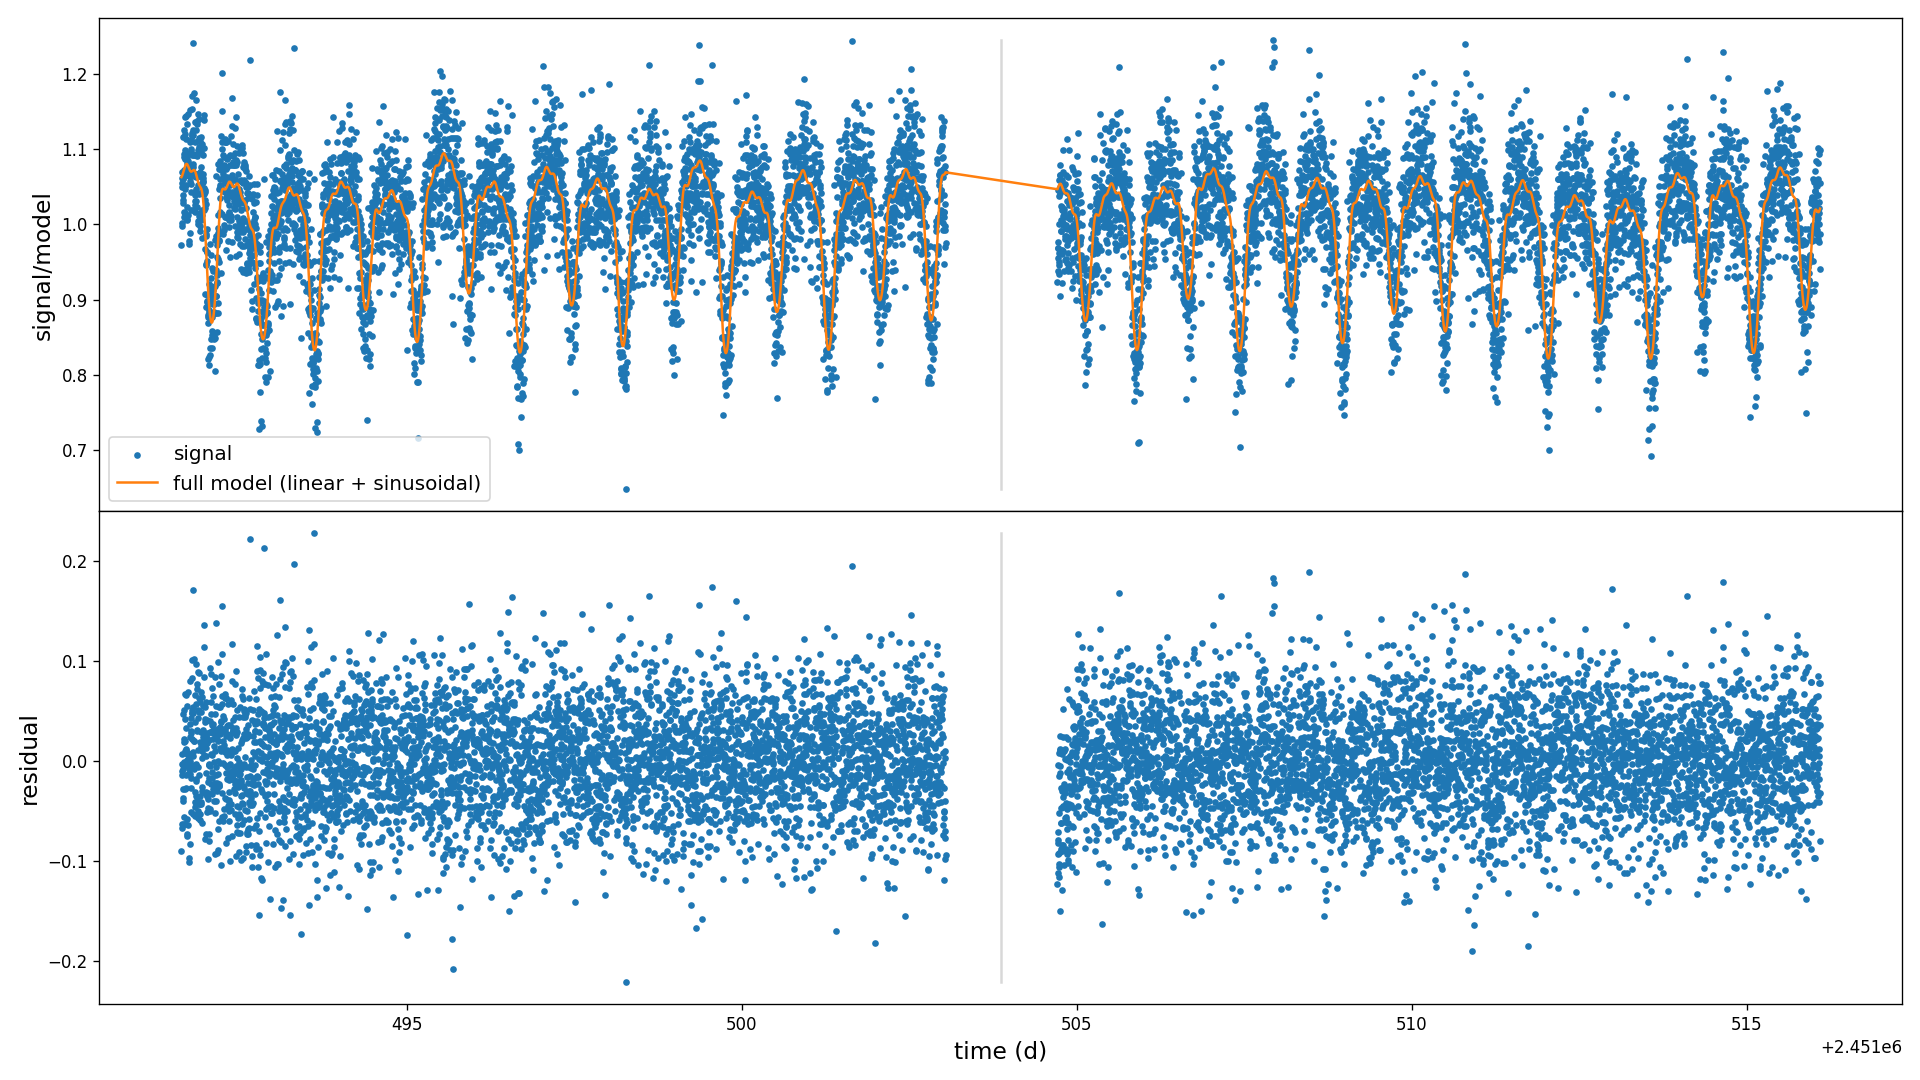 signal/model
1.2
1.1
1.0
0.9
0.8
0.7
signal
full model (linear + sinusoidal)
residual
0.2
0.1
0.0
−0.1
−0.2
495
500
505
510
515
time (d)
+2.451e6